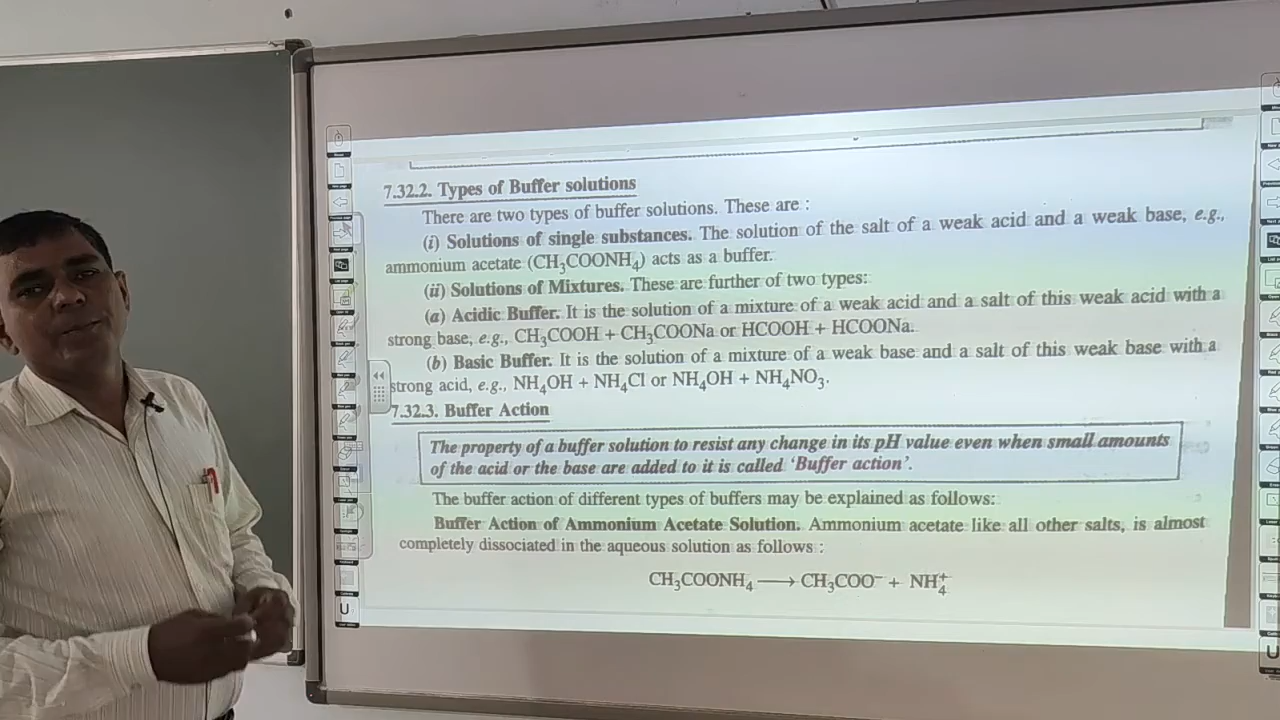 7.32.2. Types of Buffer solutions
There are two types of buffer solutions. These are :
(i) Solutions of single substances. The solution of the salt of a weak acid and a weak base, e.g.,
ammonium acetate (CH₃COONH₄) acts as a buffer.
(ii) Solutions of Mixtures. These are further of two types:
(a) Acidic Buffer. It is the solution of a mixture of a weak acid and a salt of this weak acid with a
strong base, e.g., CH₃COOH + CH₃COONa or HCOOH + HCOONa.
(b) Basic Buffer. It is the solution of a mixture of a weak base and a salt of this weak base with a
strong acid, e.g., NH₄OH + NH₄Cl or NH₄OH + NH₄NO₃.
7.32.3. Buffer Action
The property of a buffer solution to resist any change in its pH value even when small amounts
of the acid or the base are added to it is called 'Buffer action'.
The buffer action of different types of buffers may be explained as follows:
Buffer Action of Ammonium Acetate Solution. Ammonium acetate like all other salts, is almost
completely dissociated in the aqueous solution as follows :
CH₃COONH₄ ⟶ CH₃COO⁻ + NH₄⁺